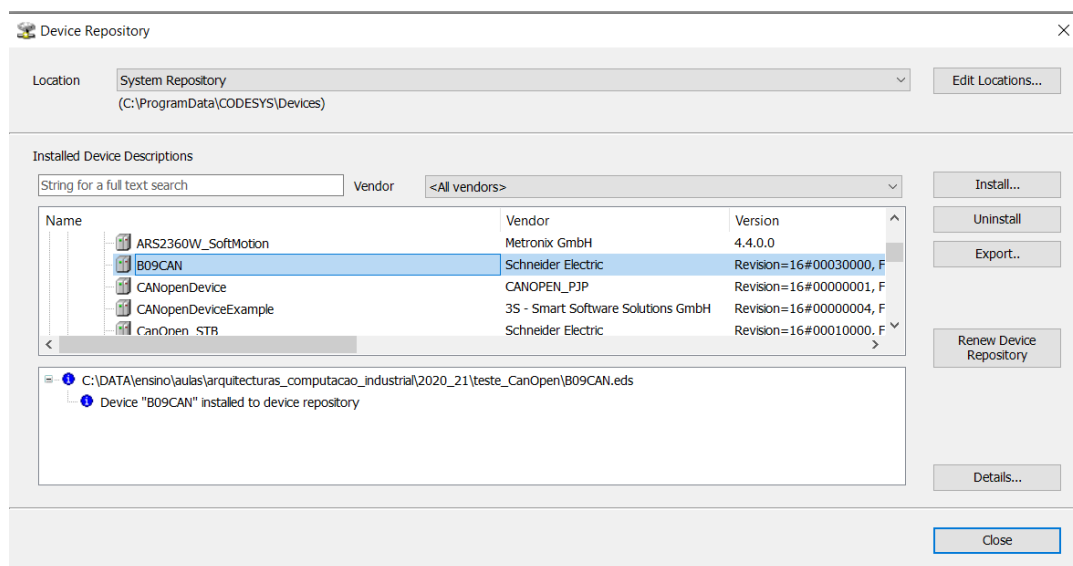 Device Repository
Location System Repository Edit Locations...
(C:\ProgramData\CODESYS\Devices)
Installed Device Descriptions
String for a full text search Vendor <All vendors> Install...
Name Vendor Version Uninstall
ARS2360W_SoftMotion Metronix GmbH 4.4.0.0
B09CAN Schneider Electric Revision=16#00030000, F Export..
CANopenDevice CANOPEN_PJP Revision=16#00000001, F
CANopenDeviceExample 3S - Smart Software Solutions GmbH Revision=16#00000004, F
CanOpen STB Schneider Electric Revision=16#00010000. F
Renew Device Repository
C:\DATA\ensino\aulas\arquitecturas_computacao_industrial\2020_21\teste_CanOpen\B09CAN.eds
Device "B09CAN" installed to device repository
Details...
Close